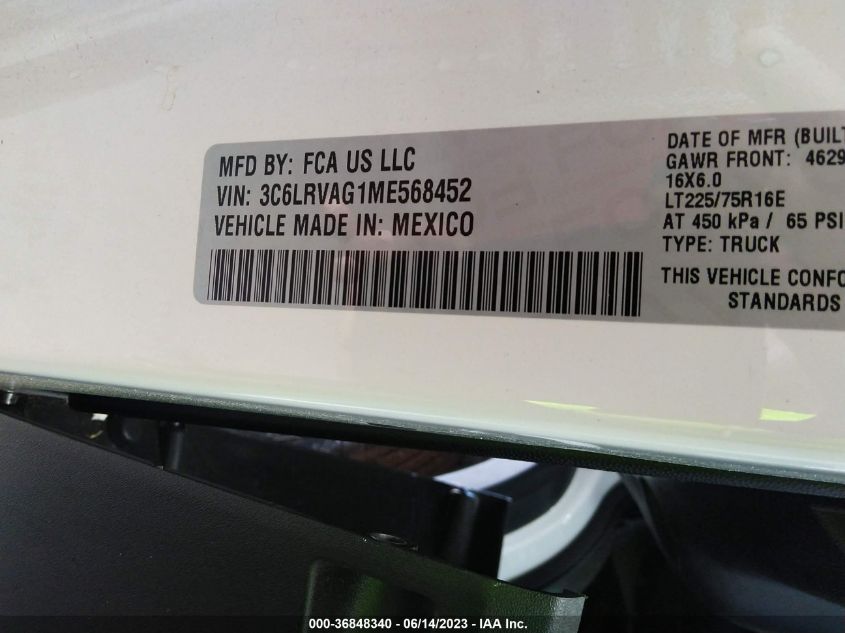 MFD BY: FCA US LLC
VIN: 3C6LRVAG1ME568452
VEHICLE MADE IN: MEXICO
DATE OF MFR (BUILT
GAWR FRONT: 4629
16X6.0
LT225/75R16E
AT 450 kPa / 65 PSI
TYPE: TRUCK
THIS VEHICLE CONFO
STANDARDS
000-36848340 - 06/14/2023 - IAA Inc.